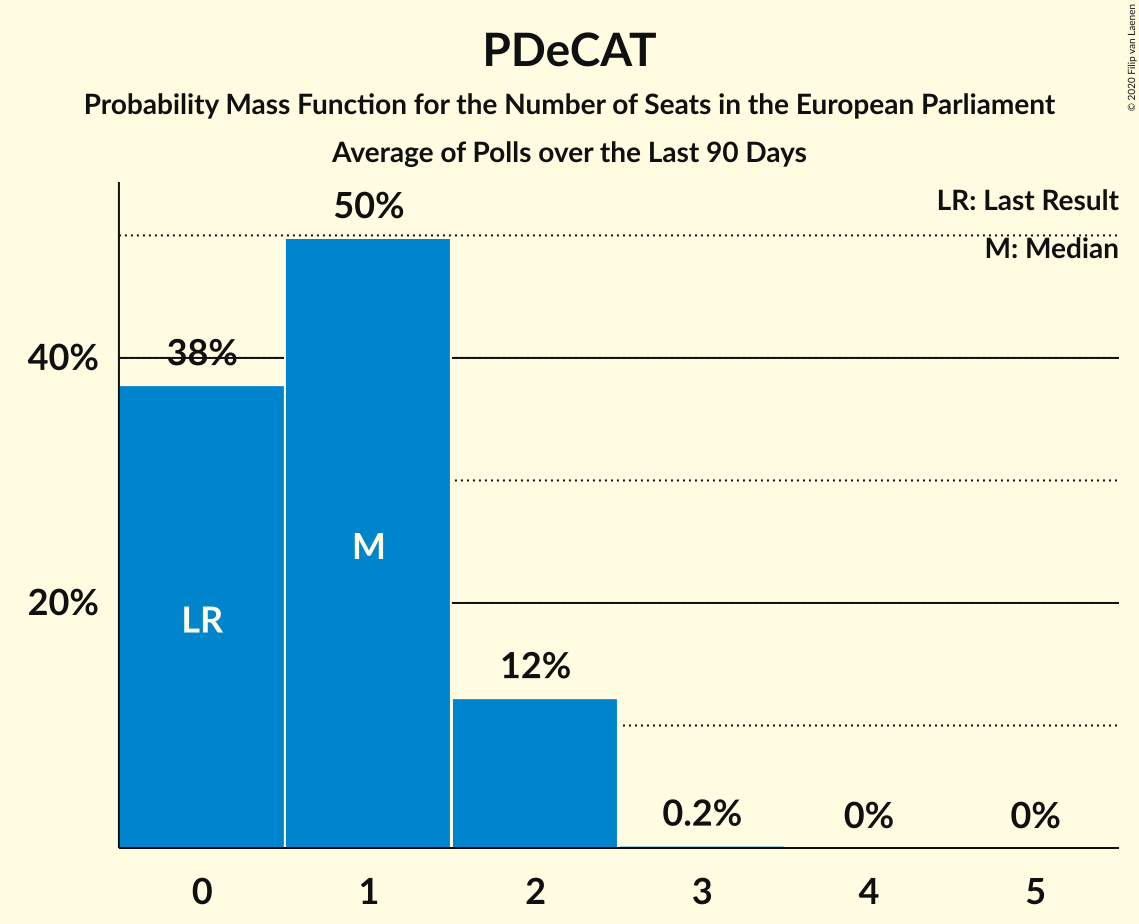 PDeCAT
Probability Mass Function for the Number of Seats in the European Parliament
Average of Polls over the Last 90 Days
© 2020 Filip van Laenen
LR: Last Result
M: Median
50%
38%
40%
M
LR
20%
12%
0.2%
0%
0%
0
1
2
3
4
5